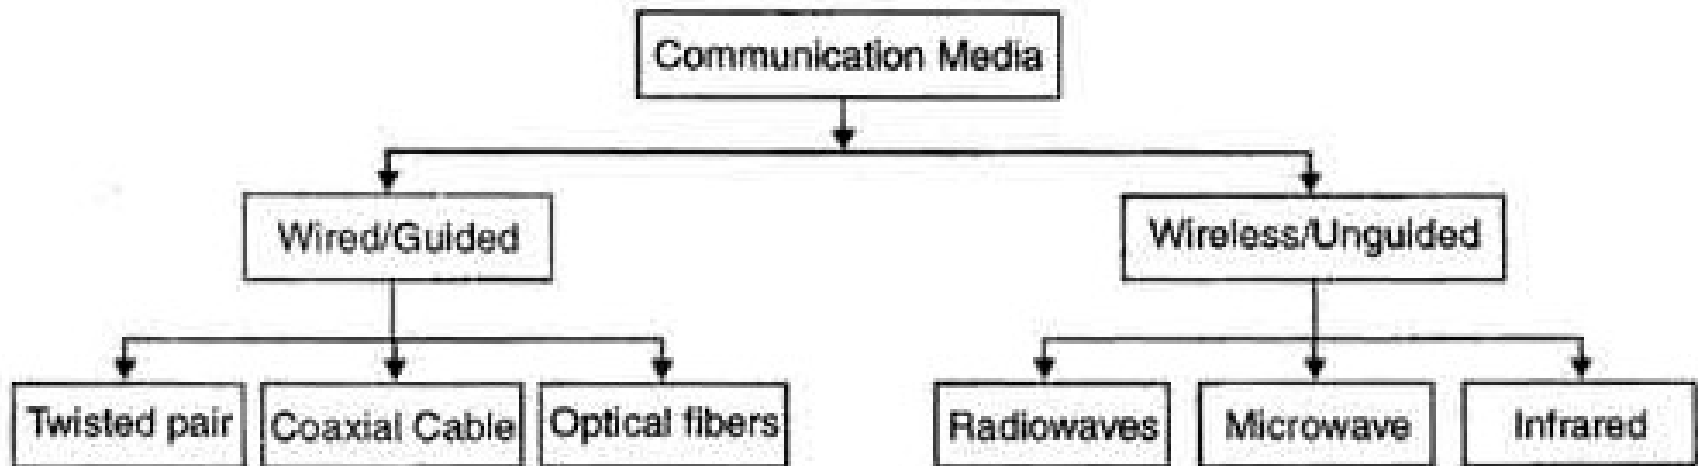 Communication Media
Wired/Guided
Wireless/Unguided
Twisted pair
Coaxial Cable
Optical fibers
Radiowaves
Microwave
Infrared